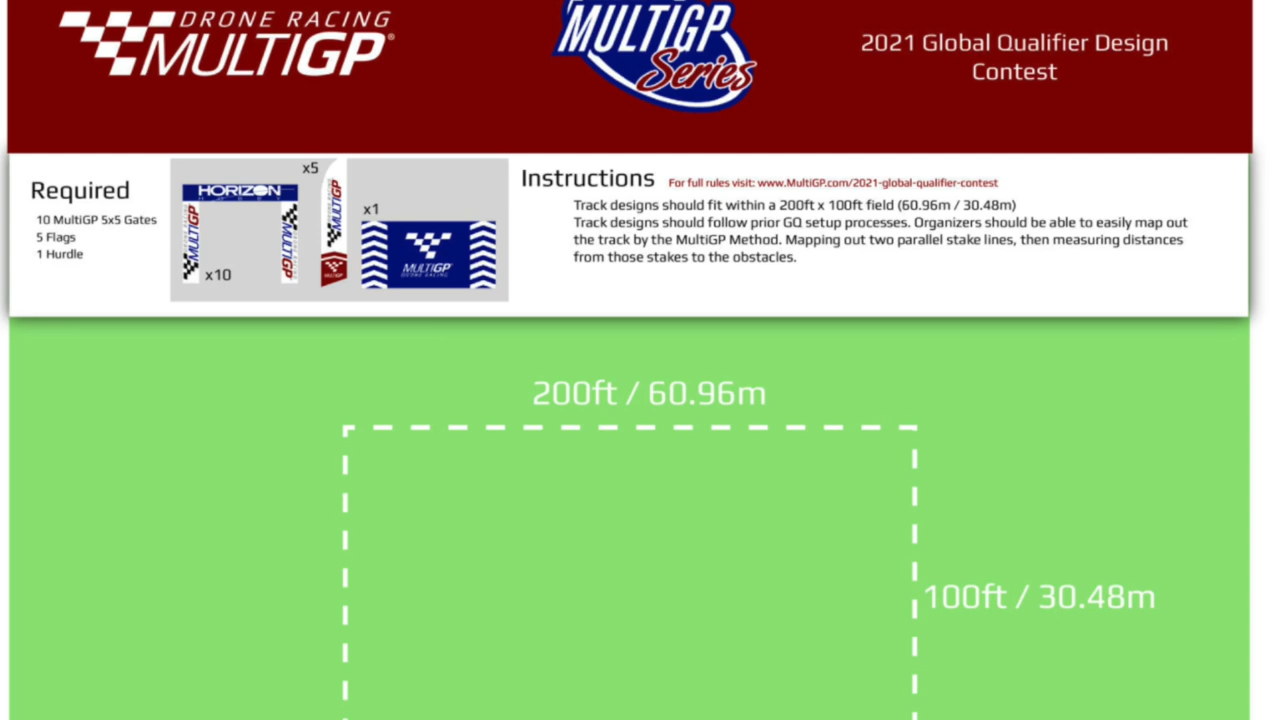 DRONE RACING
MULTIGP®
MULTIGP
Series
2021 Global Qualifier Design
Contest
Required
10 MultiGP 5x5 Gates
5 Flags
1 Hurdle
x5
HORIZON
MULTIGP
MULTIGP
MULTIGP
x10
x1
MULTIGP
DRONE RACING
Instructions
For full rules visit: www.MultiGP.com/2021-global-qualifier-contest
Track designs should fit within a 200ft x 100ft field (60.96m / 30.48m)
Track designs should follow prior GQ setup processes. Organizers should be able to easily map out
the track by the MultiGP Method. Mapping out two parallel stake lines, then measuring distances
from those stakes to the obstacles.
200ft / 60.96m
100ft / 30.48m